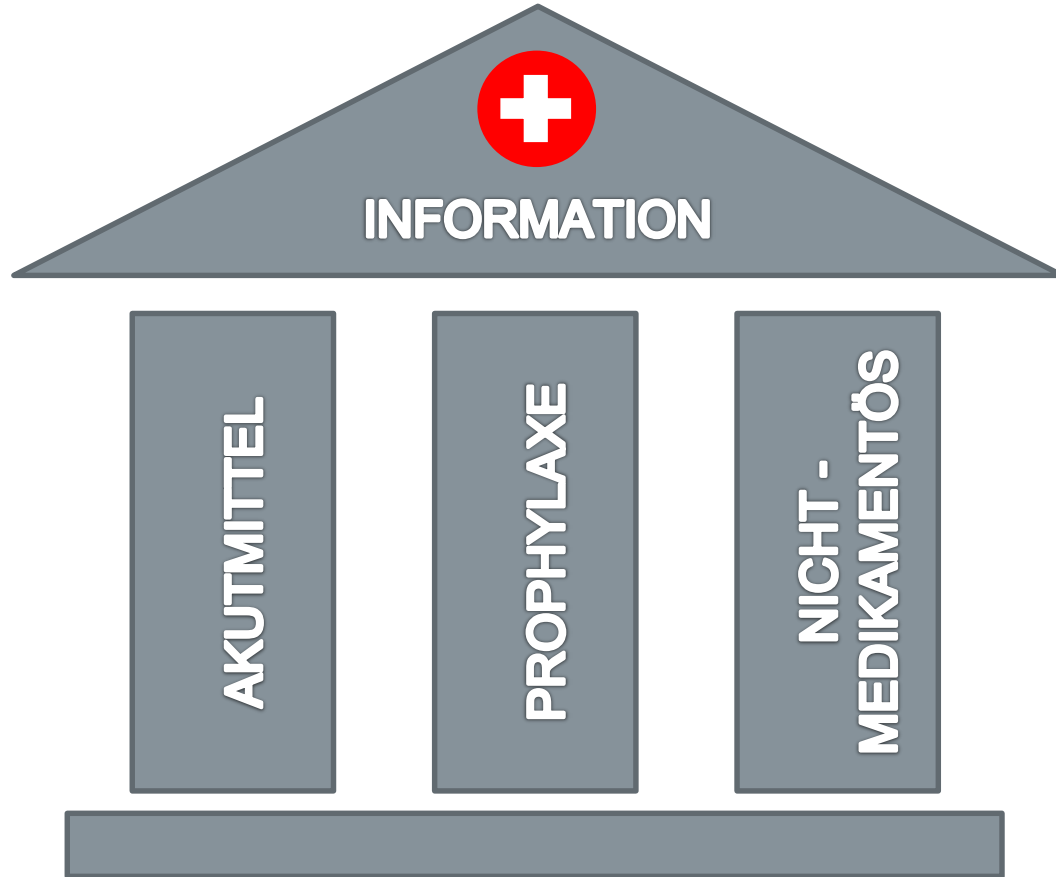 INFORMATION
AKUTMITTEL
PROPHYLAXE
NICHT -
MEDIKAMENTÖS